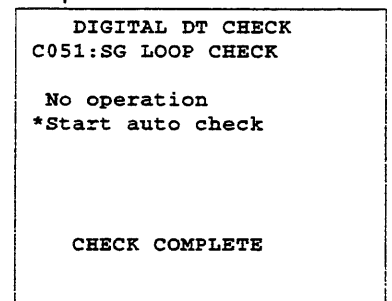 DIGITAL DT CHECK
C051:SG LOOP CHECK
No operation
*Start auto check
CHECK COMPLETE